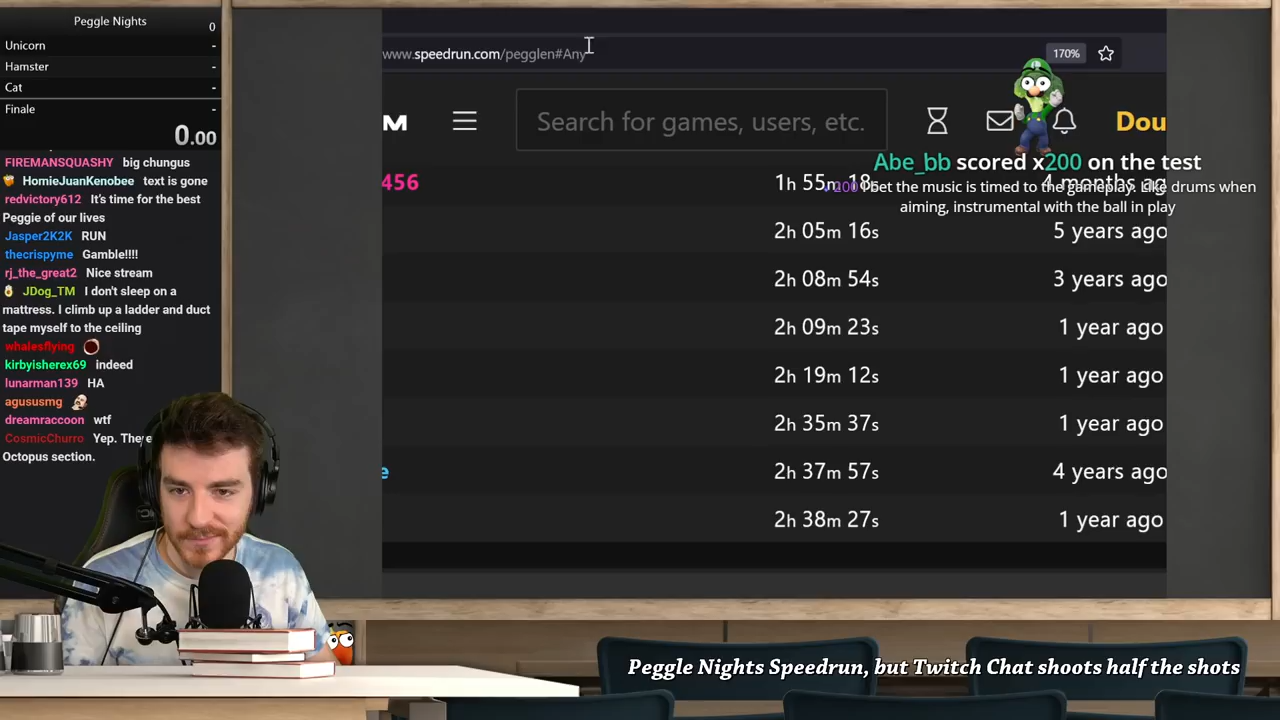 Peggle Nights
0
Unicorn -
Hamster -
Cat -
Finale -
0.00
FIREMANSQUASHY big chungus
HomieJuanKenobee text is gone
redvictory612 It's time for the best
Peggie of our lives
Jasper2K2K RUN
thecrispyme Gamble!!!!
rj_the_great2 Nice stream
JDog_TM I don't sleep on a
mattress. I climb up a ladder and duct
tape myself to the ceiling
whalesflying
kirbyisherex69 indeed
lunarman139 HA
agususmg
dreamraccoon wtf
CosmicChurro Yep. The
Octopus section.
www.speedrun.com/pegglen#Any
170%
M
Search for games, users, etc.
Dou
Abe_bb scored x200 on the test
200 I bet the music is timed to the gameplay. Like drums when
aiming, instrumental with the ball in play
456 1h 55m 18s 4 months ag
2h 05m 16s 5 years ago
2h 08m 54s 3 years ago
2h 09m 23s 1 year ago
2h 19m 12s 1 year ago
2h 35m 37s 1 year ago
e 2h 37m 57s 4 years ago
2h 38m 27s 1 year ago
Peggle Nights Speedrun, but Twitch Chat shoots half the shots